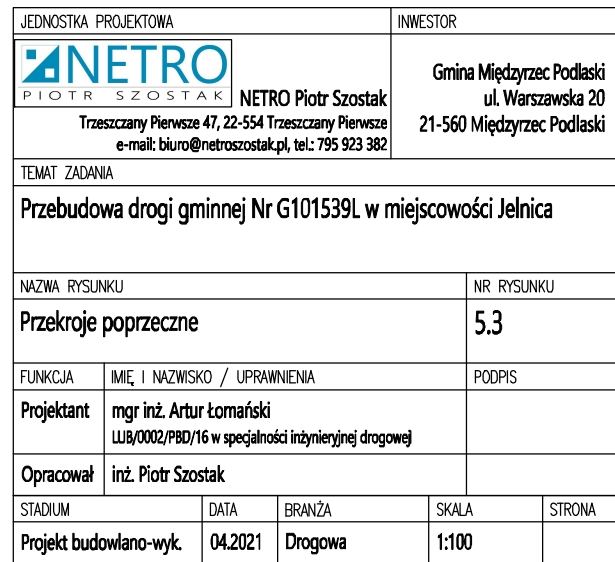 JEDNOSTKA PROJEKTOWA
NETRO
PIOTR SZOSTAK
NETRO Piotr Szostak
Trzeszczany Pierwsze 47, 22-554 Trzeszczany Pierwsze
e-mail: biuro@netroszostak.pl, tel.: 795 923 382
INWESTOR
Gmina Międzyrzec Podlaski
ul. Warszawska 20
21-560 Międzyrzec Podlaski
TEMAT ZADANIA
Przebudowa drogi gminnej Nr G101539L w miejscowości Jelnica
NAZWA RYSUNKU
Przekroje poprzeczne
NR RYSUNKU
5.3
FUNKCJA
IMIĘ I NAZWISKO / UPRAWNIENIA
PODPIS
Projektant
mgr inż. Artur Łomański
LUB/0002/PBD/16 w specjalności inżynieryjnej drogowej
Opracował
inż. Piotr Szostak
STADIUM
DATA
BRANŻA
SKALA
STRONA
Projekt budowlano-wyk.
04.2021
Drogowa
1:100